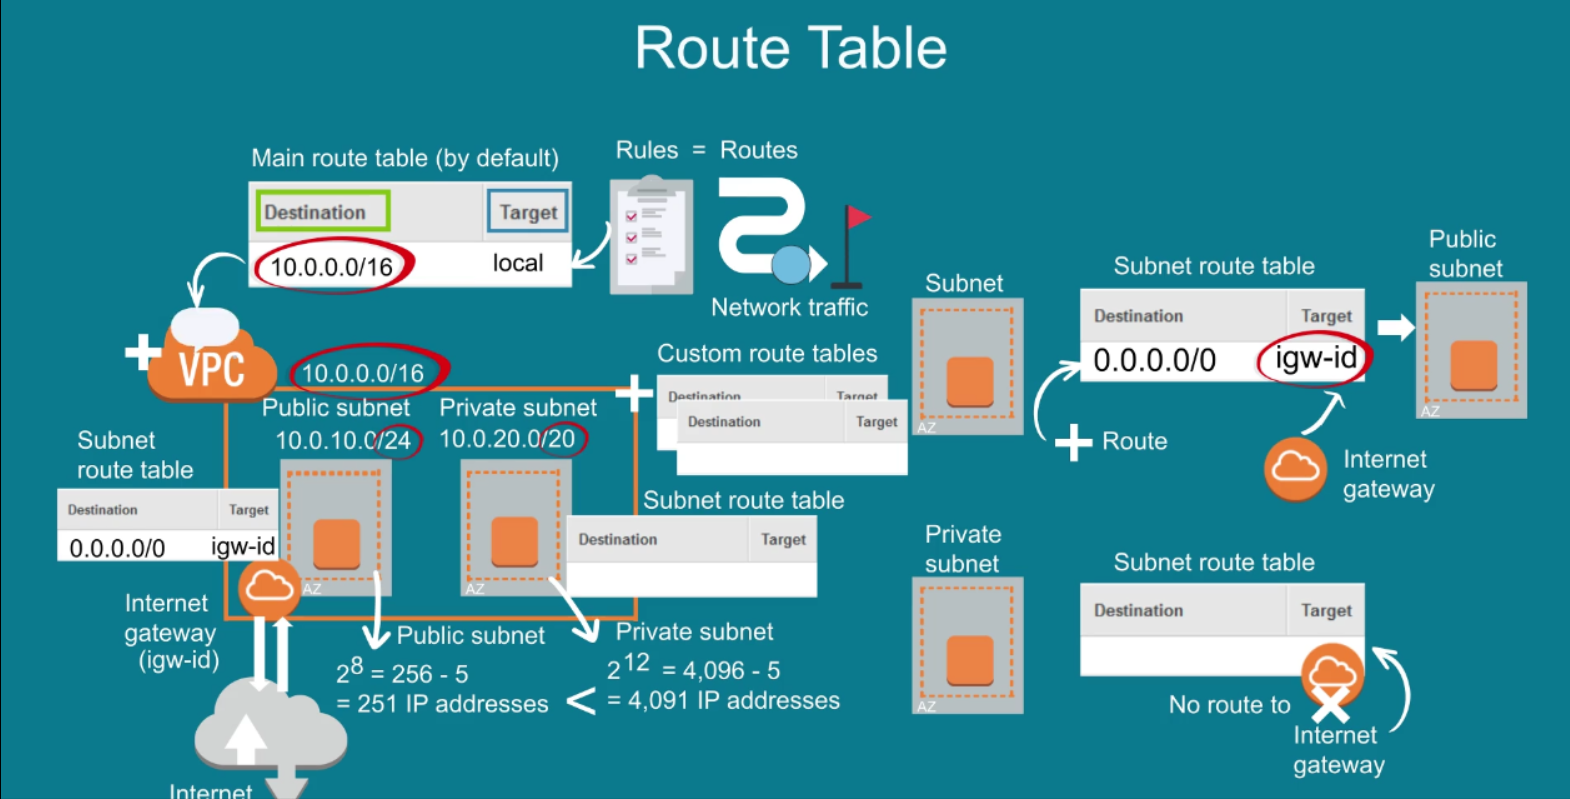 Route Table
Main route table (by default)
Destination Target
10.0.0.0/16 local
Rules = Routes
Network traffic
VPC
10.0.0.0/16
Public subnet
10.0.10.0/24
AZ
Private subnet
10.0.20.0/20
AZ
Subnet
route table
Destination Target
0.0.0.0/0 igw-id
Internet
gateway
(igw-id)
Internet
Public subnet
2^8 = 256 - 5
= 251 IP addresses
<
Private subnet
2^12 = 4,096 - 5
= 4,091 IP addresses
Custom route tables
Destination Target
Destination Target
Subnet route table
Destination Target
Subnet
AZ
Subnet route table
Destination Target
0.0.0.0/0 igw-id
+ Route
Internet
gateway
Public
subnet
AZ
Private
subnet
AZ
Subnet route table
Destination Target
No route to
Internet
gateway